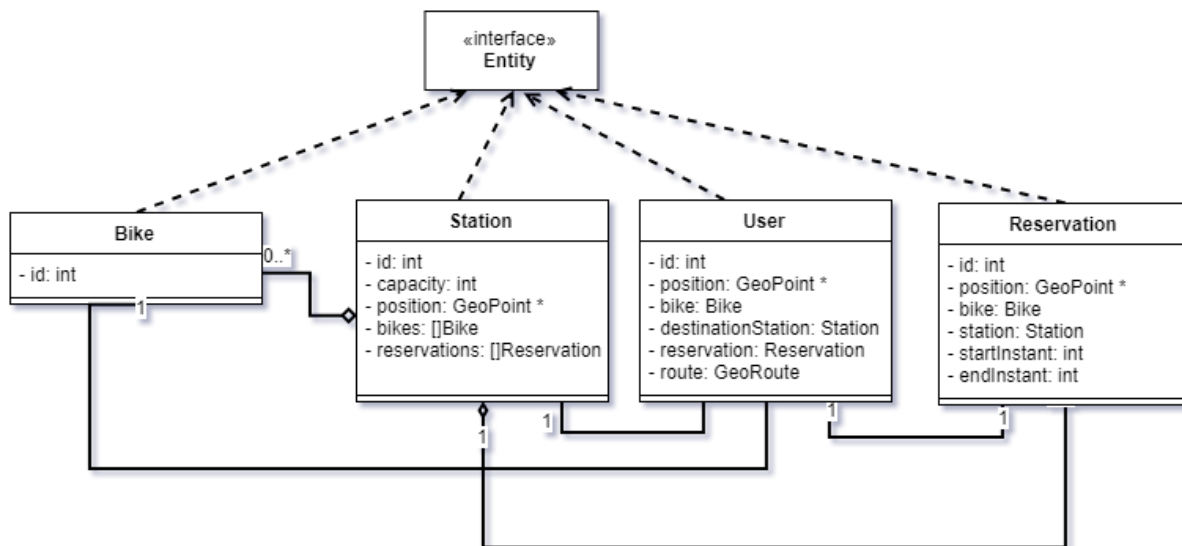 «interface»
Entity
Bike
- id: int
Station
- id: int
- capacity: int
- position: GeoPoint *
- bikes: []Bike
- reservations: []Reservation
User
- id: int
- position: GeoPoint *
- bike: Bike
- destinationStation: Station
- reservation: Reservation
- route: GeoRoute
Reservation
- id: int
- position: GeoPoint *
- bike: Bike
- station: Station
- startInstant: int
- endInstant: int
0..*
1
1
1
1
1